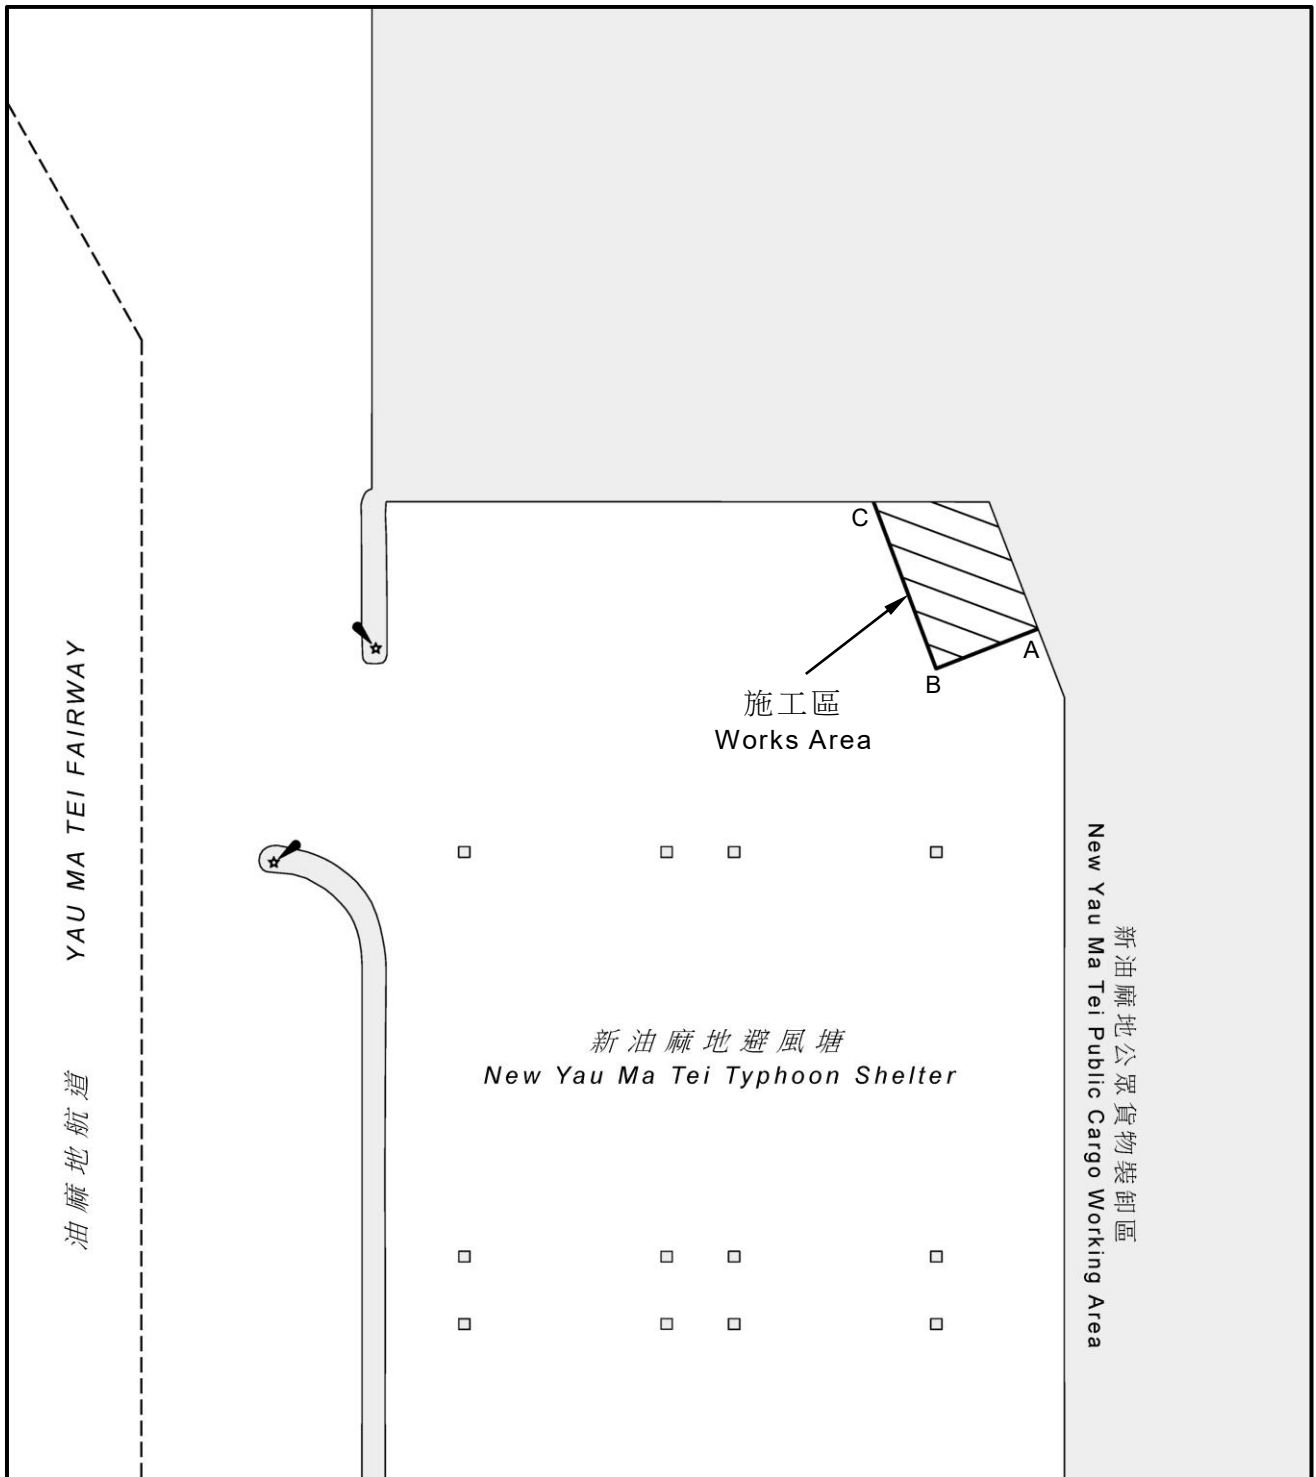 C
A
B
施工區
Works Area
YAU MA TEI FAIRWAY
油麻地航道
新油麻地避風塘
New Yau Ma Tei Typhoon Shelter
新油麻地公眾貨物裝卸區
New Yau Ma Tei Public Cargo Working Area